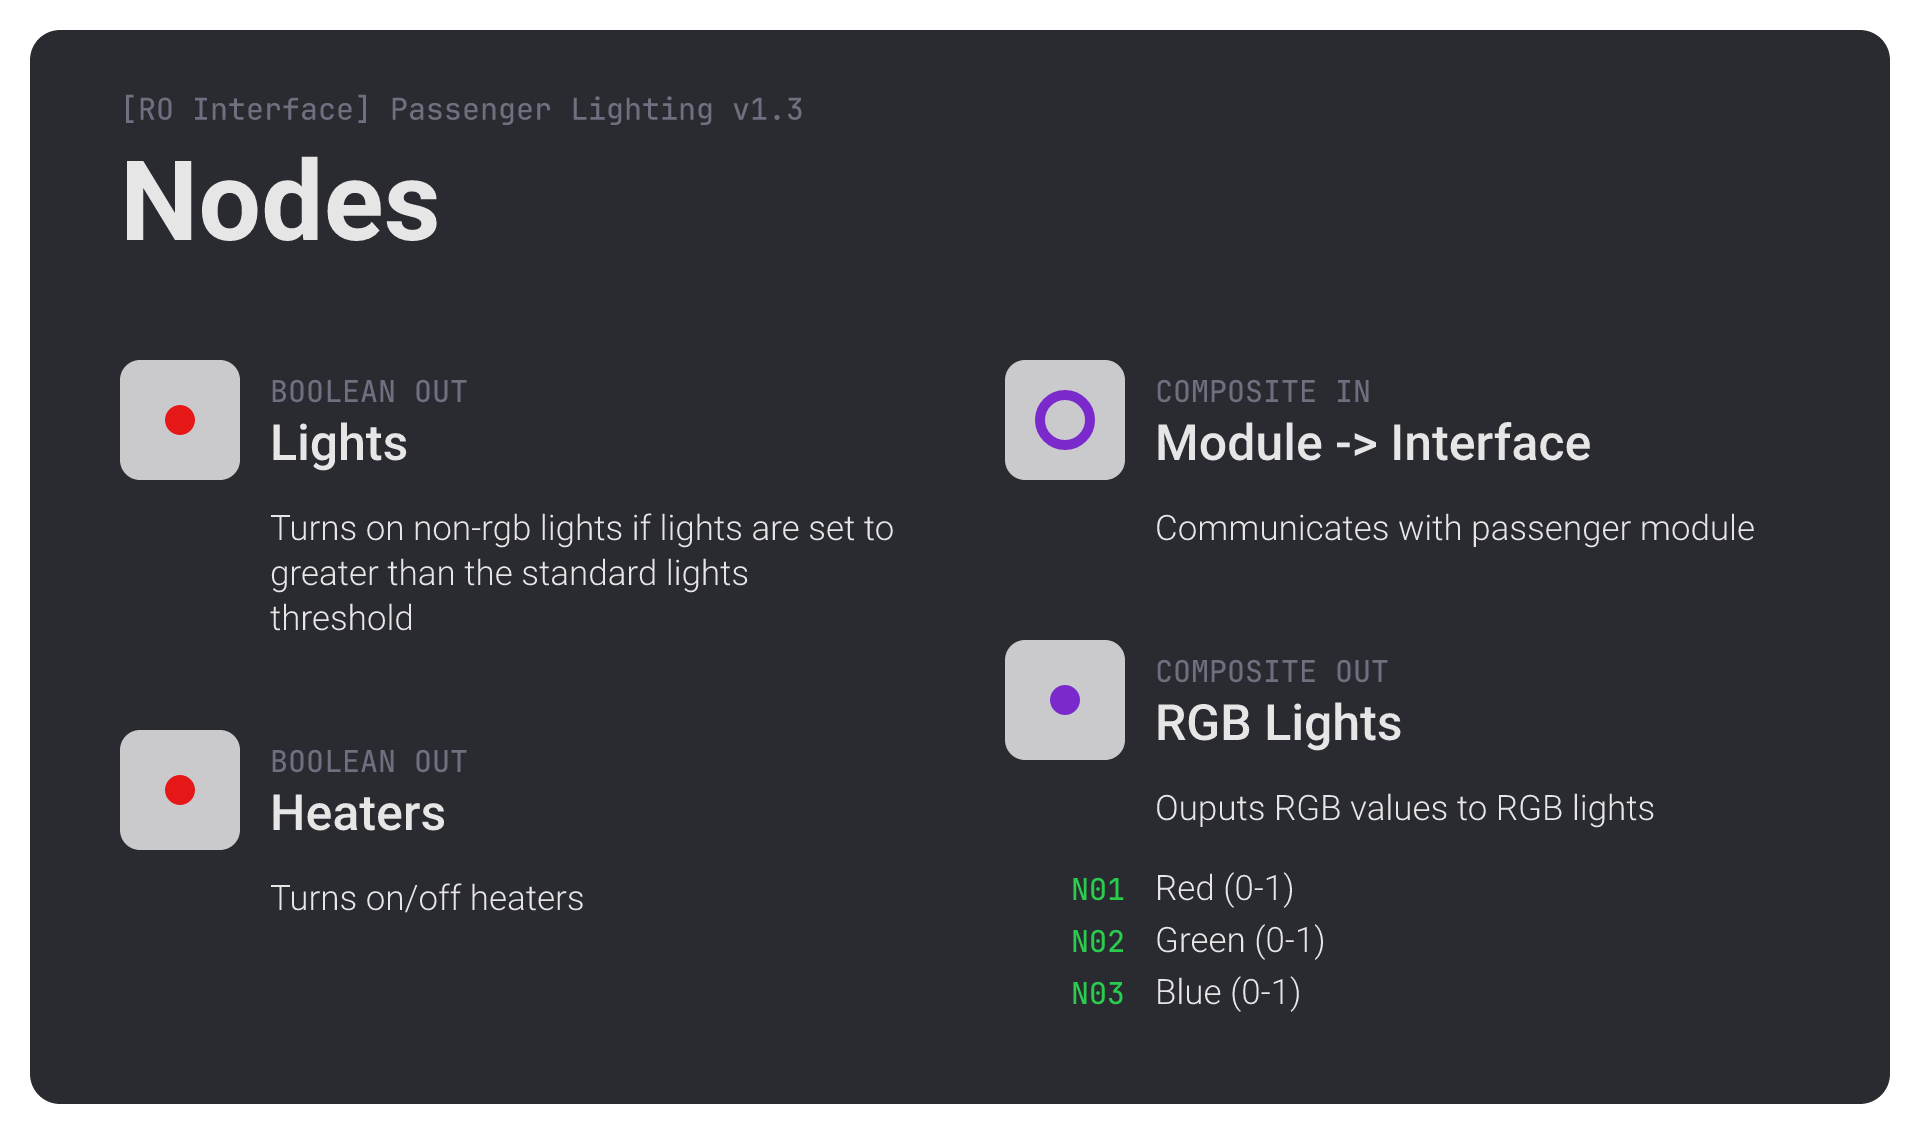 [RO Interface] Passenger Lighting v1.3
Nodes
BOOLEAN OUT
Lights
Turns on non-rgb lights if lights are set to
greater than the standard lights
threshold
BOOLEAN OUT
Heaters
Turns on/off heaters
COMPOSITE IN
Module -> Interface
Communicates with passenger module
COMPOSITE OUT
RGB Lights
Ouputs RGB values to RGB lights
N01 Red (0-1)
N02 Green (0-1)
N03 Blue (0-1)